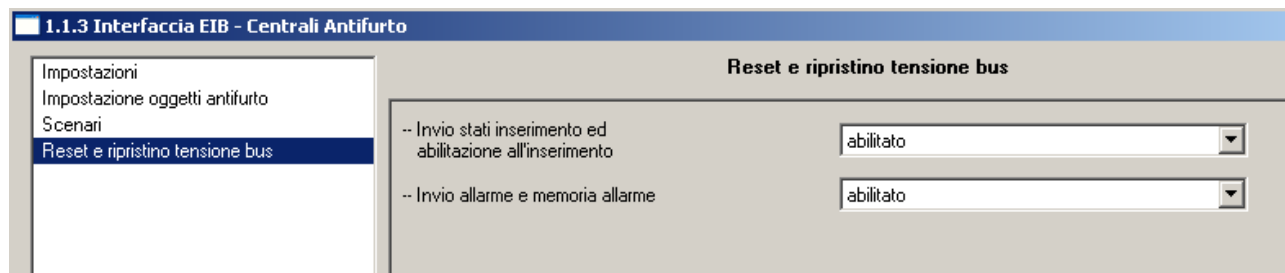 1.1.3 Interfaccia EIB - Centrali Antifurto
Impostazioni
Impostazione oggetti antifurto
Scenari
Reset e ripristino tensione bus
Reset e ripristino tensione bus
-- Invio stati inserimento ed
abilitazione all'inserimento
abilitato
-- Invio allarme e memoria allarme
abilitato